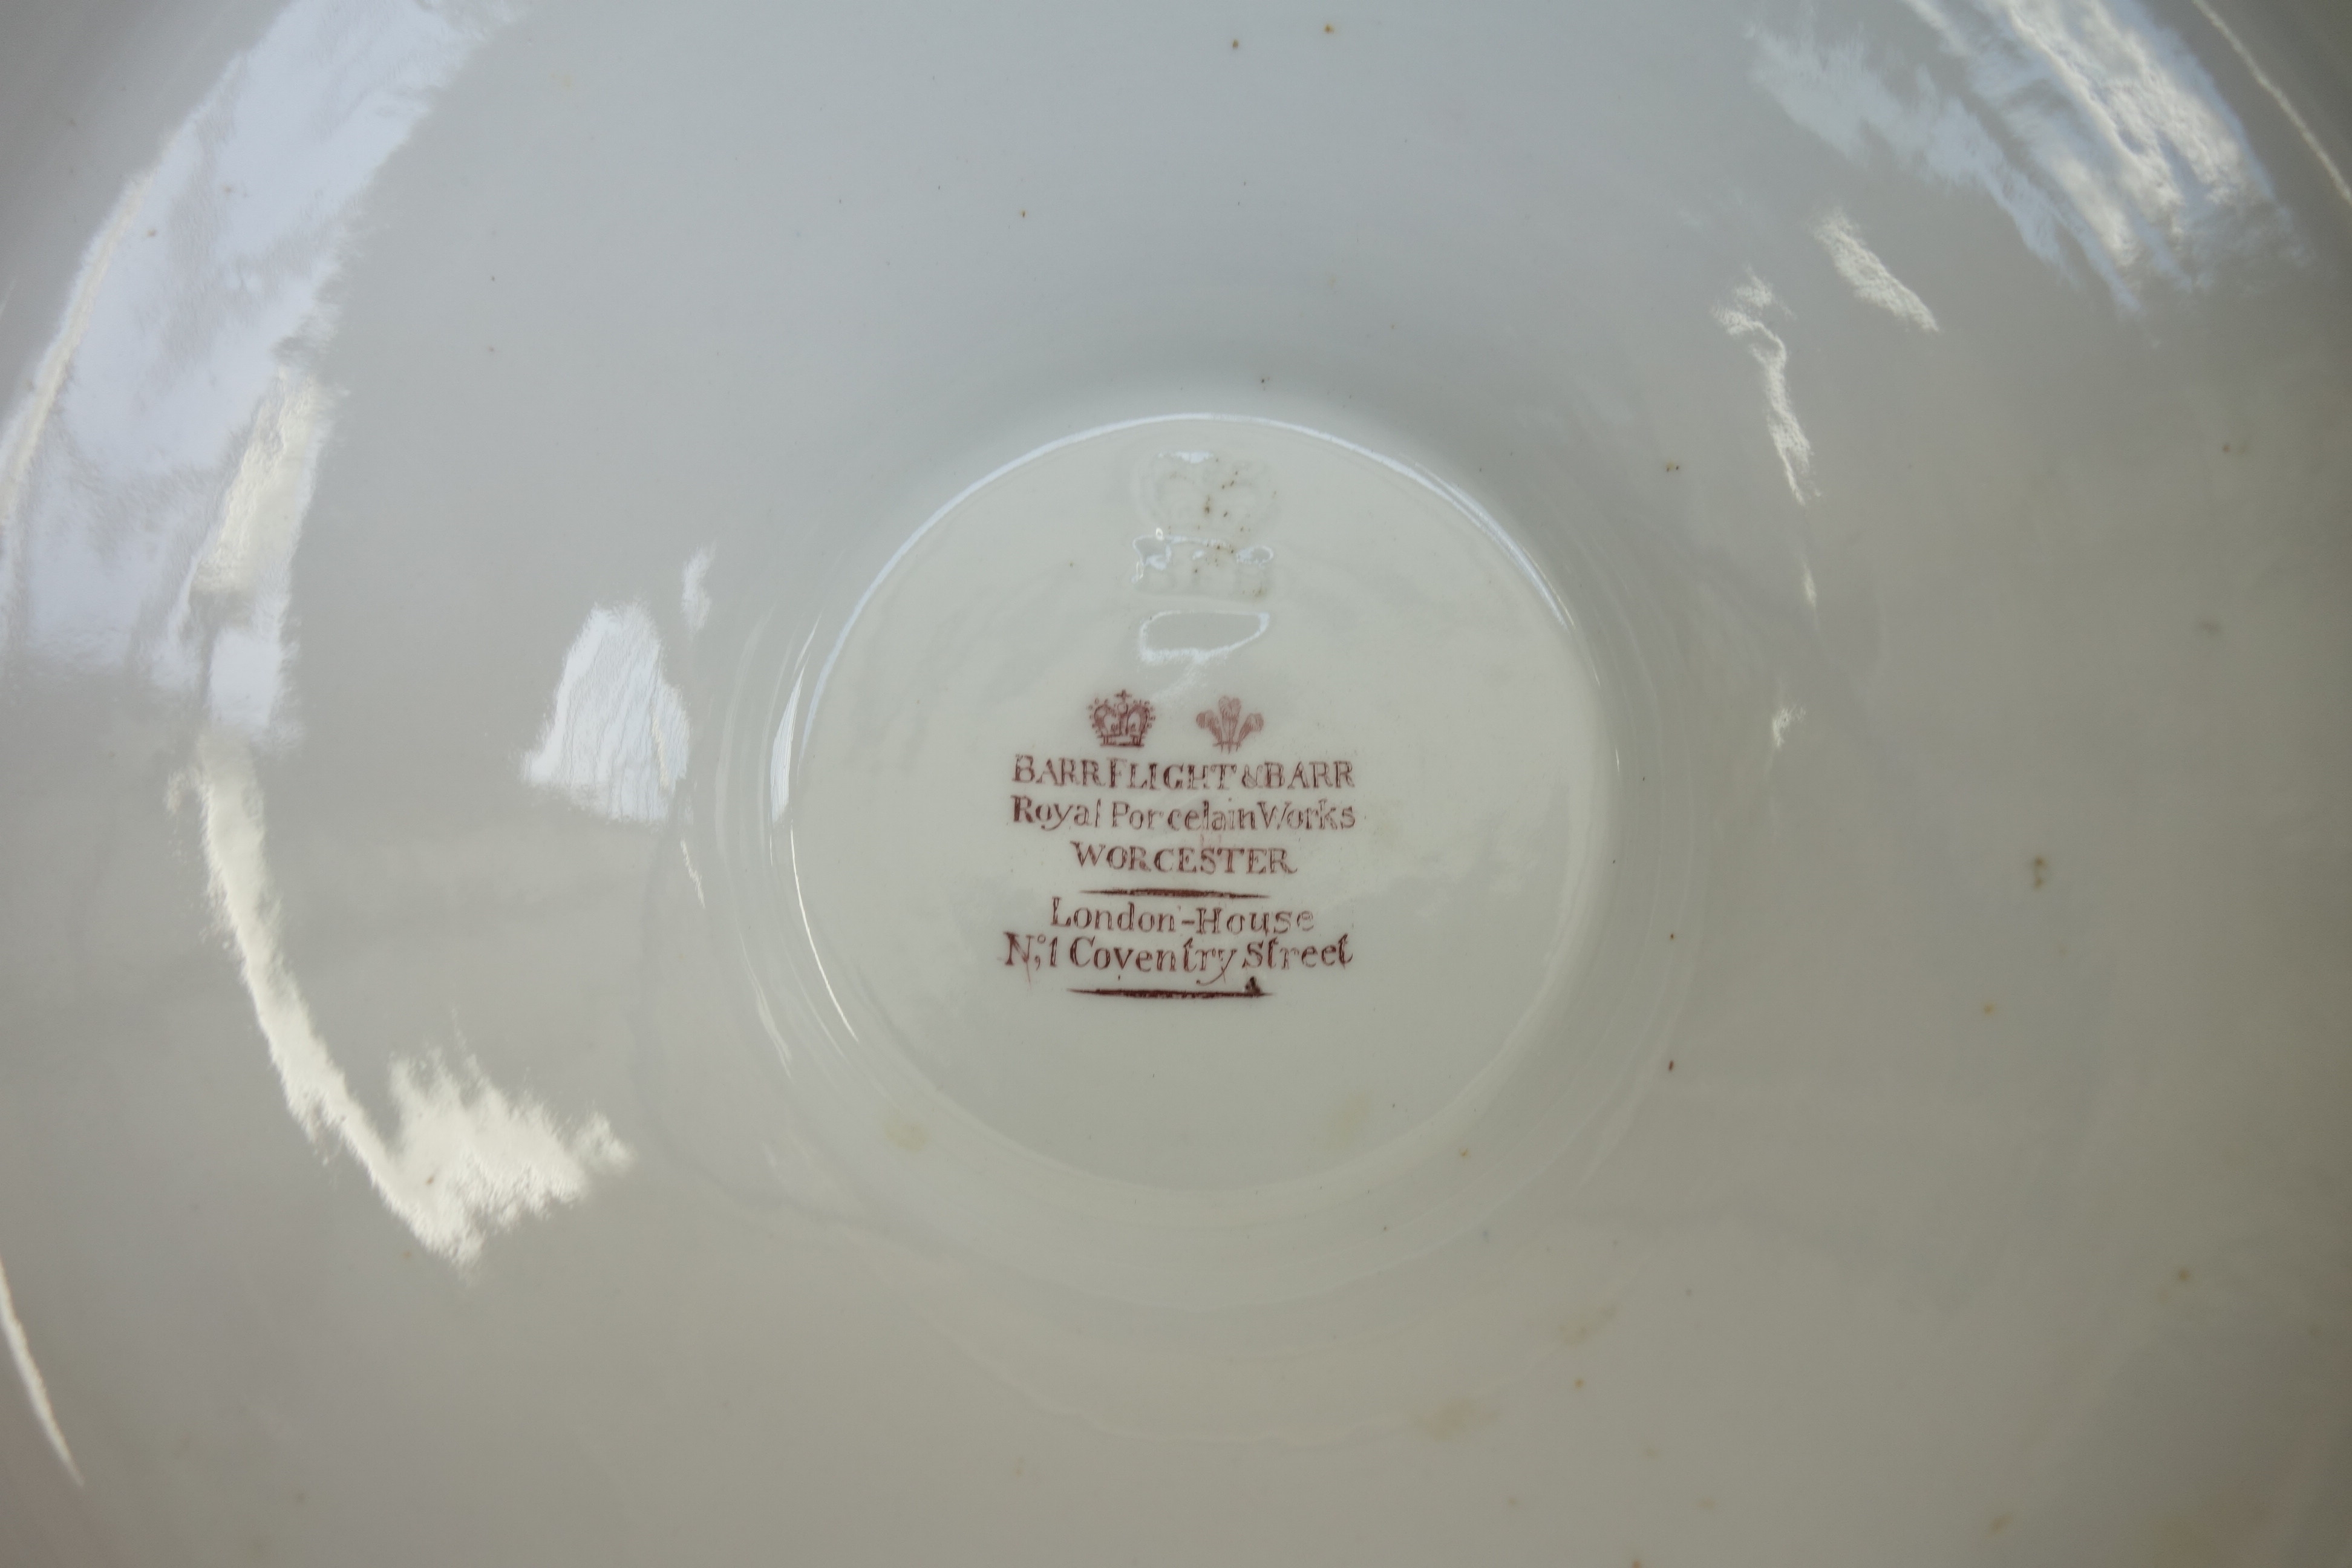 BARR FLIGHT & BARR
Royal Porcelain Works
WORCESTER
London-House
No; 1 Coventry Street